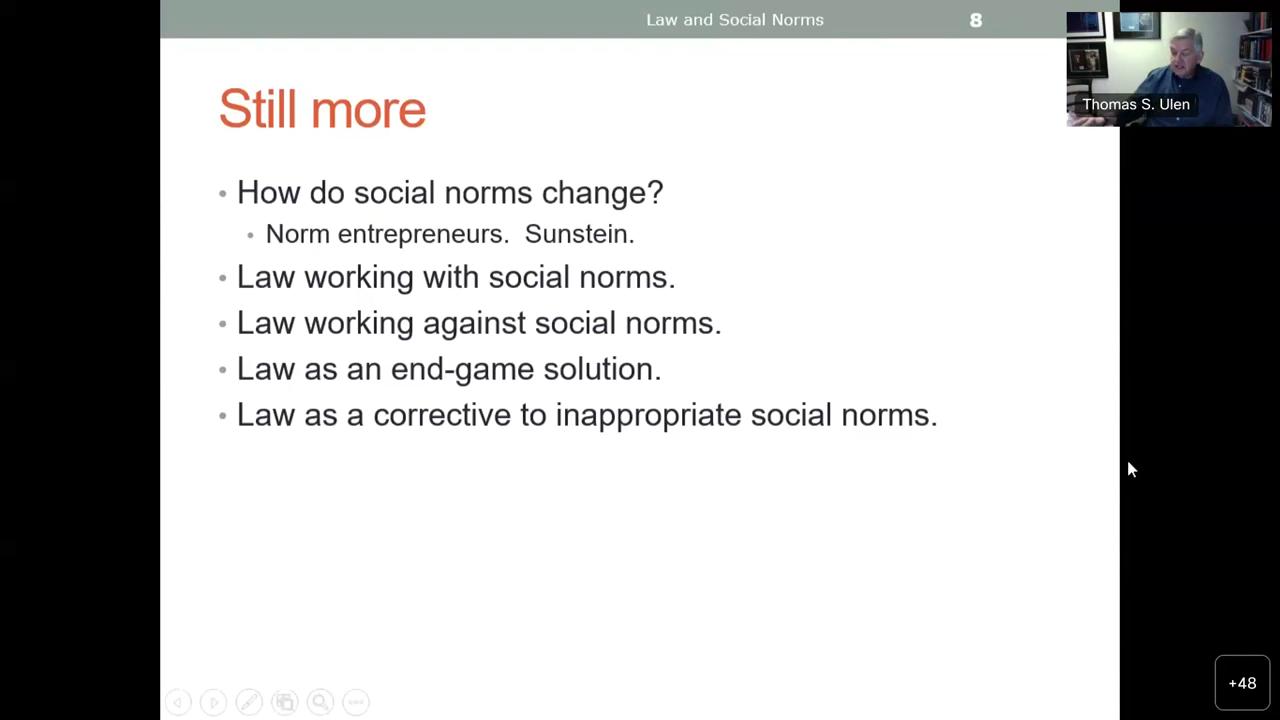 Law and Social Norms 8
Thomas S. Ulen
Still more
• How do social norms change?
• Norm entrepreneurs. Sunstein.
• Law working with social norms.
• Law working against social norms.
• Law as an end-game solution.
• Law as a corrective to inappropriate social norms.
+48